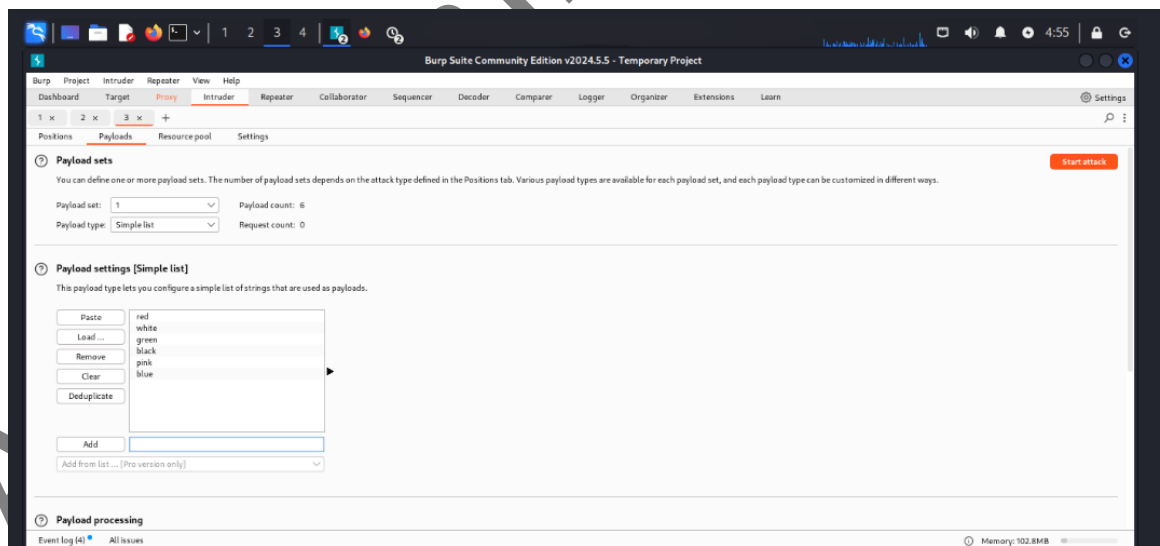 1 2 3 4 4:55
Burp Suite Community Edition v2024.5.5 - Temporary Project
Burp Project Intruder Repeater View Help
Dashboard Target Proxy Intruder Repeater Collaborator Sequencer Decoder Comparer Logger Organizer Extensions Learn Settings
1 × 2 × 3 × +
Positions Payloads Resource pool Settings
? Payload sets Start attack
You can define one or more payload sets. The number of payload sets depends on the attack type defined in the Positions tab. Various payload types are available for each payload set, and each payload type can be customized in different ways.
Payload set: 1 Payload count: 6
Payload type: Simple list Request count: 0
? Payload settings [Simple list]
This payload type lets you configure a simple list of strings that are used as payloads.
Paste
Load ...
Remove
Clear
Deduplicate
red
white
green
black
pink
blue
Add
Add from list ... [Pro version only]
? Payload processing
Event log (4) All issues Memory: 102.8MB